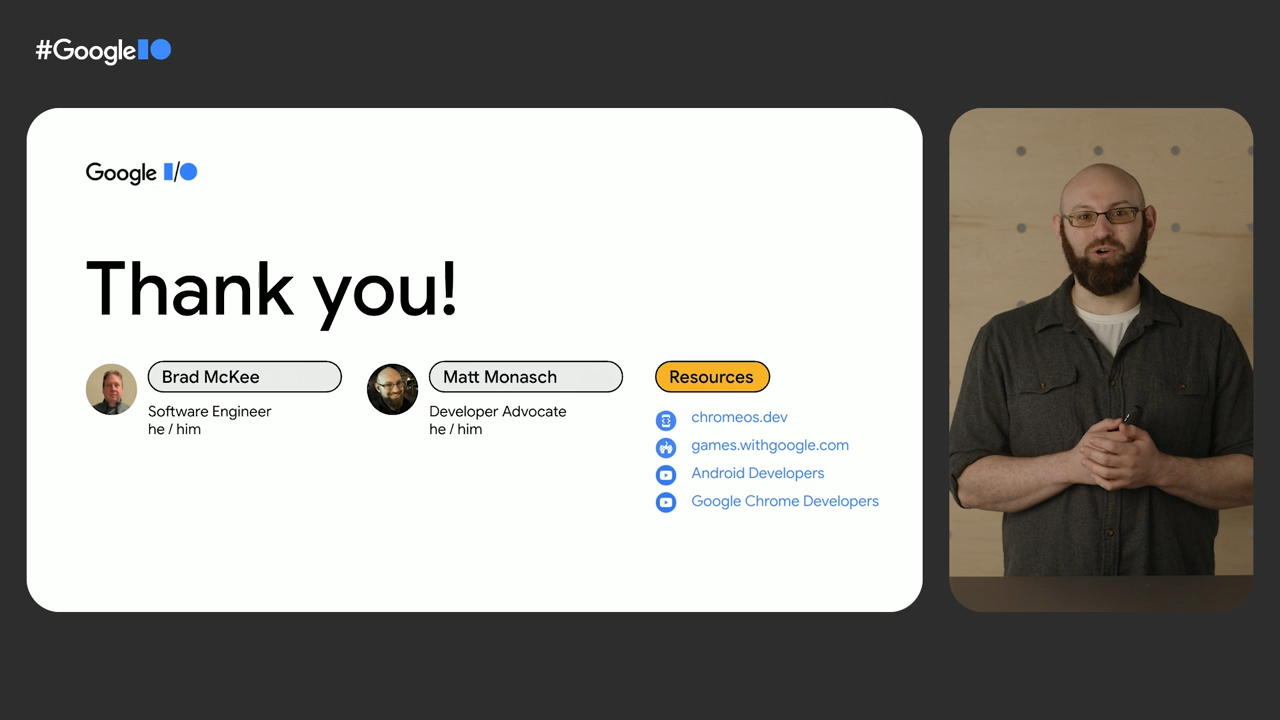 #GoogleIO
Google I/O
Thank you!
Brad McKee
Software Engineer
he / him
Matt Monasch
Developer Advocate
he / him
Resources
chromeos.dev
games.withgoogle.com
Android Developers
Google Chrome Developers